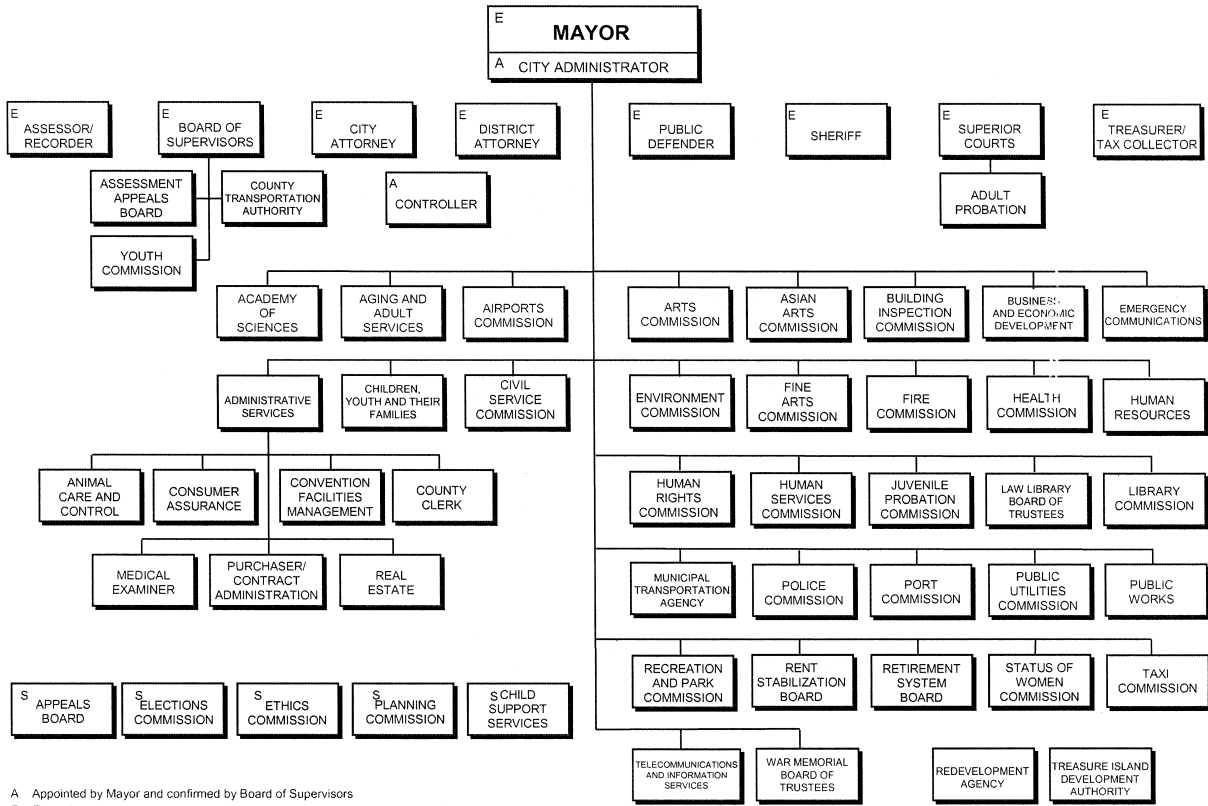 E
MAYOR
A CITY ADMINISTRATOR
E
ASSESSOR/
RECORDER
E
BOARD OF
SUPERVISORS
E
CITY
ATTORNEY
E
DISTRICT
ATTORNEY
E
PUBLIC
DEFENDER
E
SHERIFF
E
SUPERIOR
COURTS
E
TREASURER/
TAX COLLECTOR
ASSESSMENT
APPEALS
BOARD
COUNTY
TRANSPORTATION
AUTHORITY
A
CONTROLLER
ADULT
PROBATION
YOUTH
COMMISSION
ACADEMY
OF
SCIENCES
AGING AND
ADULT
SERVICES
AIRPORTS
COMMISSION
ARTS
COMMISSION
ASIAN
ARTS
COMMISSION
BUILDING
INSPECTION
COMMISSION
BUSINESS
AND ECONOMIC
DEVELOPMENT
EMERGENCY
COMMUNICATIONS
ADMINISTRATIVE
SERVICES
CHILDREN,
YOUTH AND THEIR
FAMILIES
CIVIL
SERVICE
COMMISSION
ENVIRONMENT
COMMISSION
FINE
ARTS
COMMISSION
FIRE
COMMISSION
HEALTH
COMMISSION
HUMAN
RESOURCES
ANIMAL
CARE AND
CONTROL
CONSUMER
ASSURANCE
CONVENTION
FACILITIES
MANAGEMENT
COUNTY
CLERK
HUMAN
RIGHTS
COMMISSION
HUMAN
SERVICES
COMMISSION
JUVENILE
PROBATION
COMMISSION
LAW LIBRARY
BOARD OF
TRUSTEES
LIBRARY
COMMISSION
MEDICAL
EXAMINER
PURCHASER/
CONTRACT
ADMINISTRATION
REAL
ESTATE
MUNICIPAL
TRANSPORTATION
AGENCY
POLICE
COMMISSION
PORT
COMMISSION
PUBLIC
UTILITIES
COMMISSION
PUBLIC
WORKS
RECREATION
AND PARK
COMMISSION
RENT
STABILIZATION
BOARD
RETIREMENT
SYSTEM
BOARD
STATUS OF
WOMEN
COMMISSION
TAXI
COMMISSION
S
APPEALS
BOARD
S
ELECTIONS
COMMISSION
S
ETHICS
COMMISSION
S
PLANNING
COMMISSION
S CHILD
SUPPORT
SERVICES
TELECOMMUNICATIONS
AND INFORMATION
SERVICES
WAR MEMORIAL
BOARD OF
TRUSTEES
REDEVELOPMENT
AGENCY
TREASURE ISLAND
DEVELOPMENT
AUTHORITY
A Appointed by Mayor and confirmed by Board of Supervisors